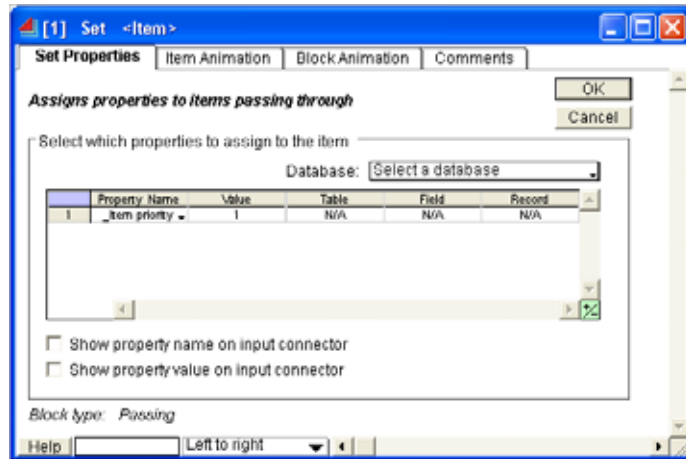 [1] Set <Item>
Set Properties Item Animation Block Animation Comments
OK
Assigns properties to items passing through
Cancel
Select which properties to assign to the item
Database: Select a database
Property Name Value Table Field Record
1 _Item priority 1 N/A N/A N/A
Show property name on input connector
Show property value on input connector
Block type: Passing
Help Left to right